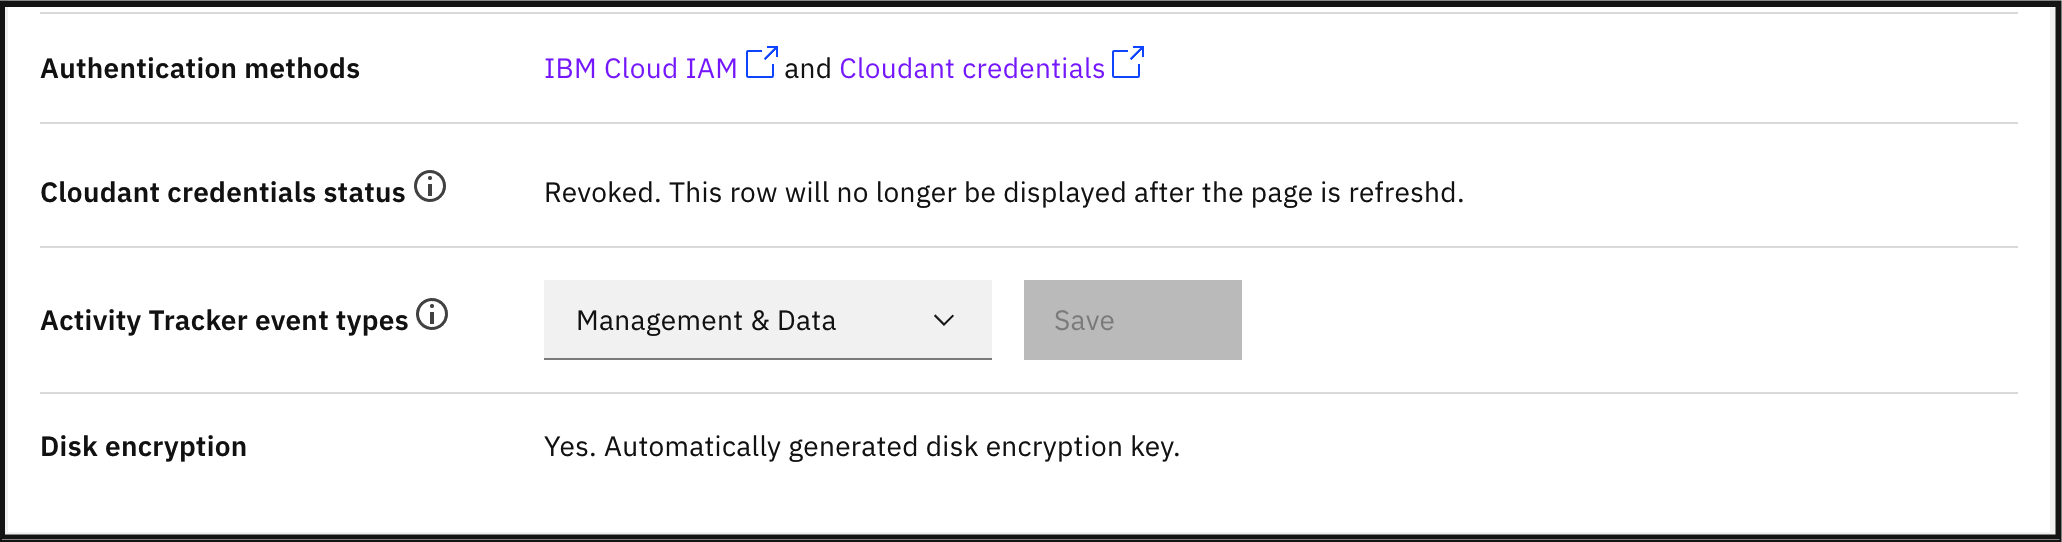 Authentication methods IBM Cloud IAM and Cloudant credentials
Cloudant credentials status Revoked. This row will no longer be displayed after the page is refreshd.
Activity Tracker event types Management & Data Save
Disk encryption Yes. Automatically generated disk encryption key.